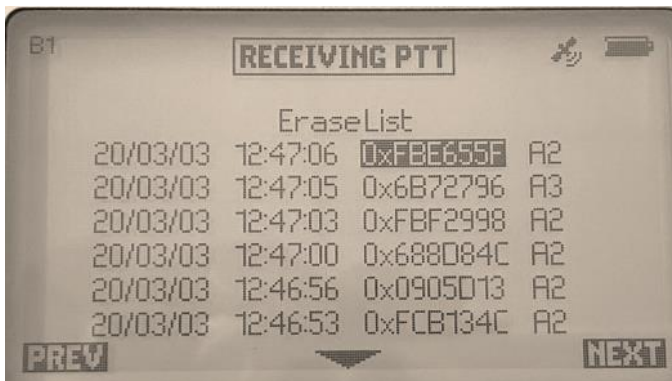 B1 RECEIVING PTT
EraseList
20/03/03 12:47:06 0xFBE655F A2
20/03/03 12:47:05 0x6B72796 A3
20/03/03 12:47:03 0xFBF2998 A2
20/03/03 12:47:00 0x688D84C A2
20/03/03 12:46:56 0x0905D13 A2
20/03/03 12:46:53 0xFCB134C A2
PREV NEXT